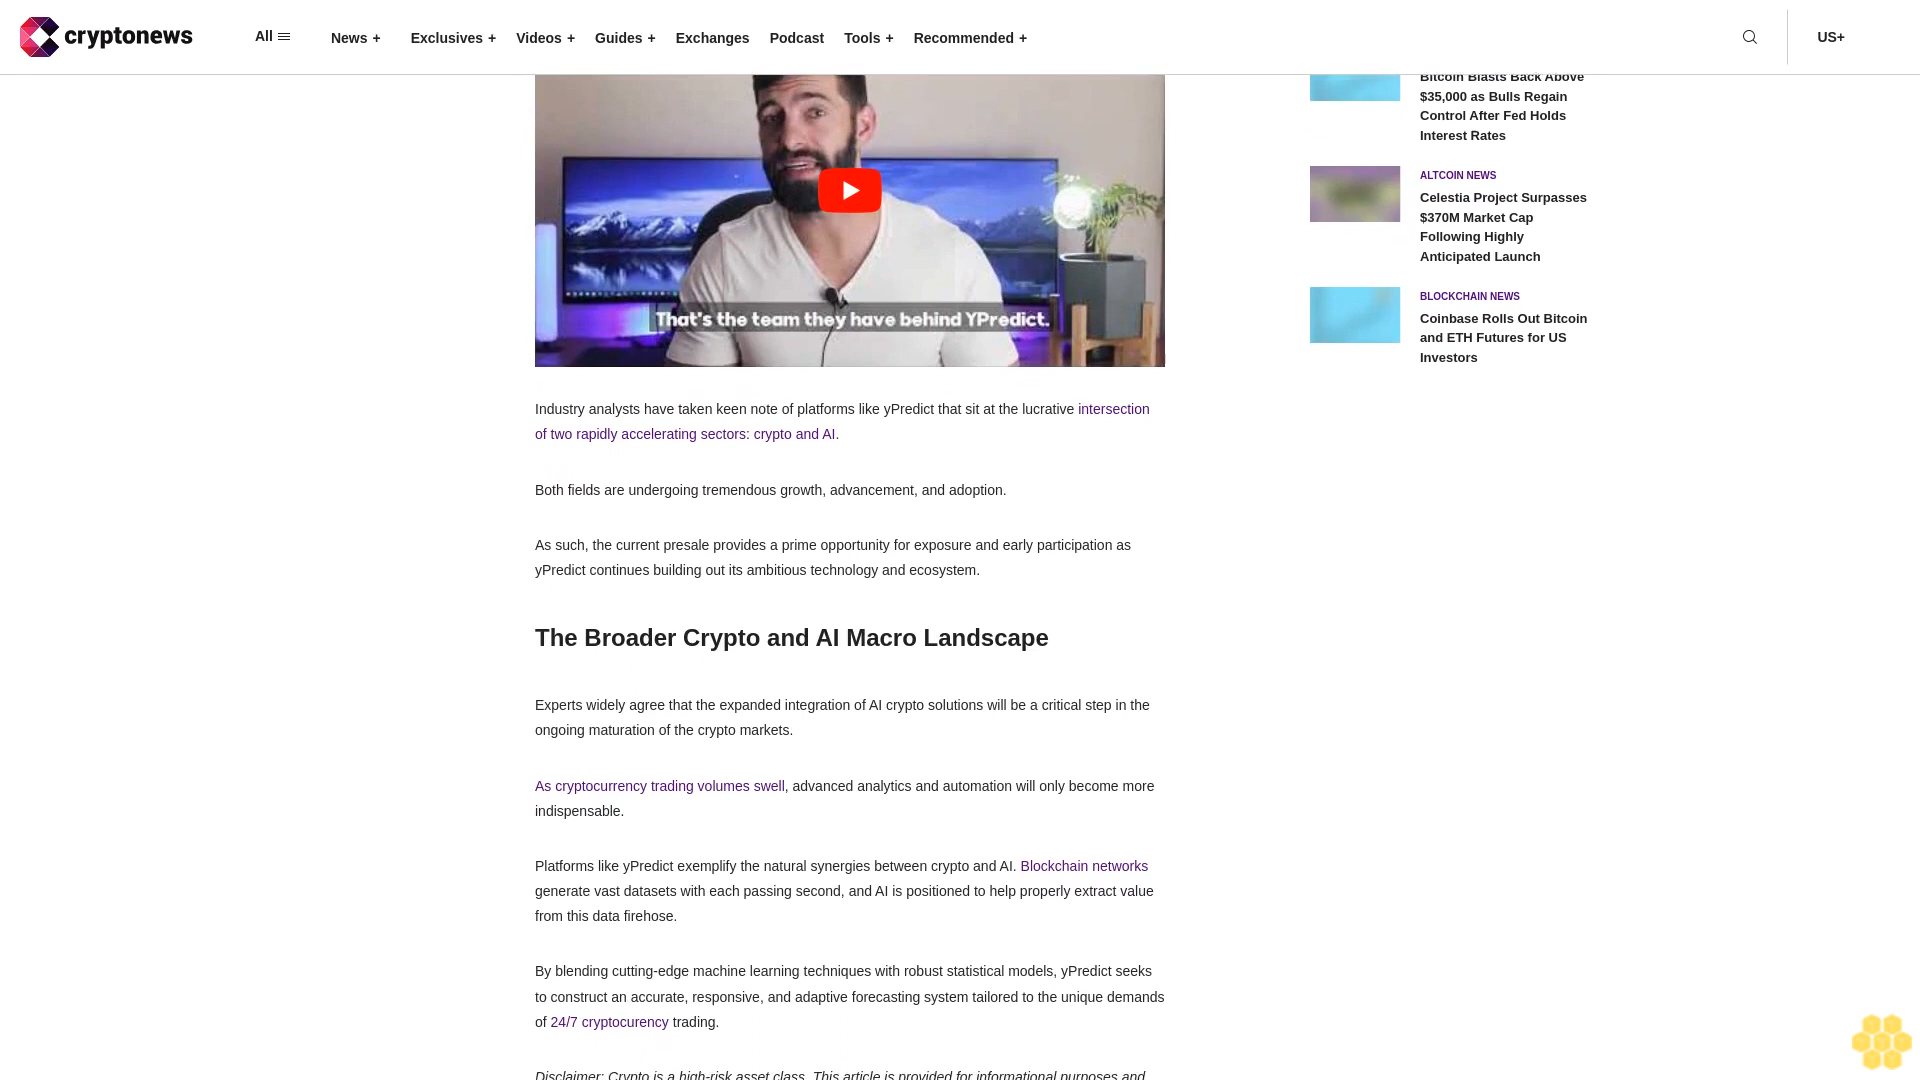 cryptonews
All
News +
Exclusives +
Videos +
Guides +
Exchanges
Podcast
Tools +
Recommended +
US+
That's the team they have behind YPredict.
Industry analysts have taken keen note of platforms like yPredict that sit at the lucrative intersection
of two rapidly accelerating sectors: crypto and AI.
Both fields are undergoing tremendous growth, advancement, and adoption.
As such, the current presale provides a prime opportunity for exposure and early participation as
yPredict continues building out its ambitious technology and ecosystem.
The Broader Crypto and AI Macro Landscape
Experts widely agree that the expanded integration of AI crypto solutions will be a critical step in the
ongoing maturation of the crypto markets.
As cryptocurrency trading volumes swell, advanced analytics and automation will only become more
indispensable.
Platforms like yPredict exemplify the natural synergies between crypto and AI. Blockchain networks
generate vast datasets with each passing second, and AI is positioned to help properly extract value
from this data firehose.
By blending cutting-edge machine learning techniques with robust statistical models, yPredict seeks
to construct an accurate, responsive, and adaptive forecasting system tailored to the unique demands
of 24/7 cryptocurency trading.
Disclaimer: Crypto is a high-risk asset class. This article is provided for informational purposes and
Bitcoin Blasts Back Above
$35,000 as Bulls Regain
Control After Fed Holds
Interest Rates
ALTCOIN NEWS
Celestia Project Surpasses
$370M Market Cap
Following Highly
Anticipated Launch
BLOCKCHAIN NEWS
Coinbase Rolls Out Bitcoin
and ETH Futures for US
Investors